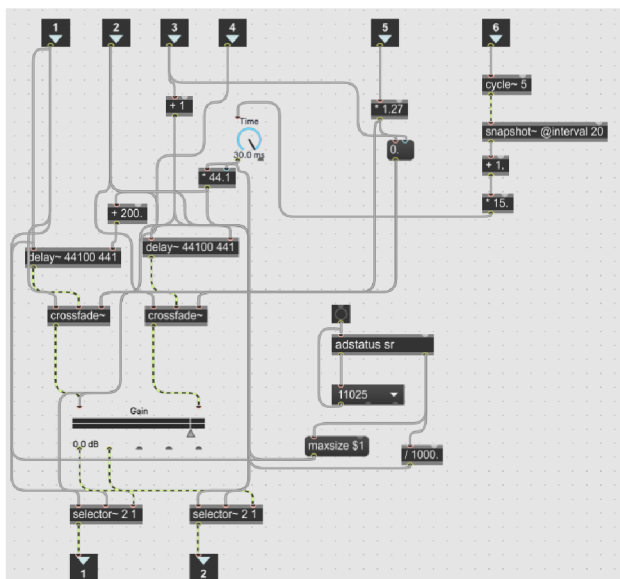 1 2 3 4 5 6
cycle~ 5
+ 1
* 1.27
Time
snapshot~ @interval 20
0.
30.0 ms
+ 1.
* 44.1
* 15.
+ 200.
delay~ 44100 441
delay~ 44100 441
crossfade~ crossfade~
adstatus sr
11025
Gain
0.0 dB
maxsize $1
/ 1000.
selector~ 2 1 selector~ 2 1
1 2